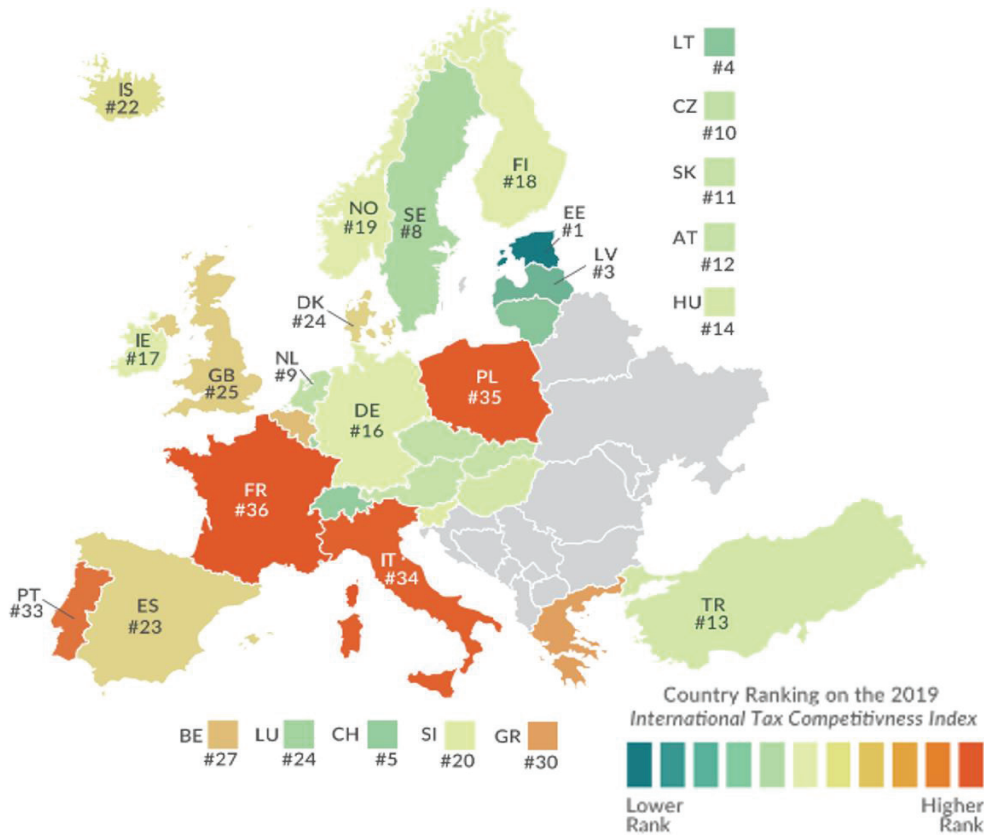 IS
#22
LT
#4
CZ
#10
SK
#11
AT
#12
HU
#14
FI
#18
NO
#19
SE
#8
EE
#1
LV
#3
DK
#24
IE
#17
GB
#25
NL
#9
DE
#16
PL
#35
FR
#36
IT
#34
PT
#33
ES
#23
TR
#13
BE
#27
LU
#24
CH
#5
SI
#20
GR
#30
Country Ranking on the 2019
International Tax Competitivness Index
Lower
Rank
Higher
Rank